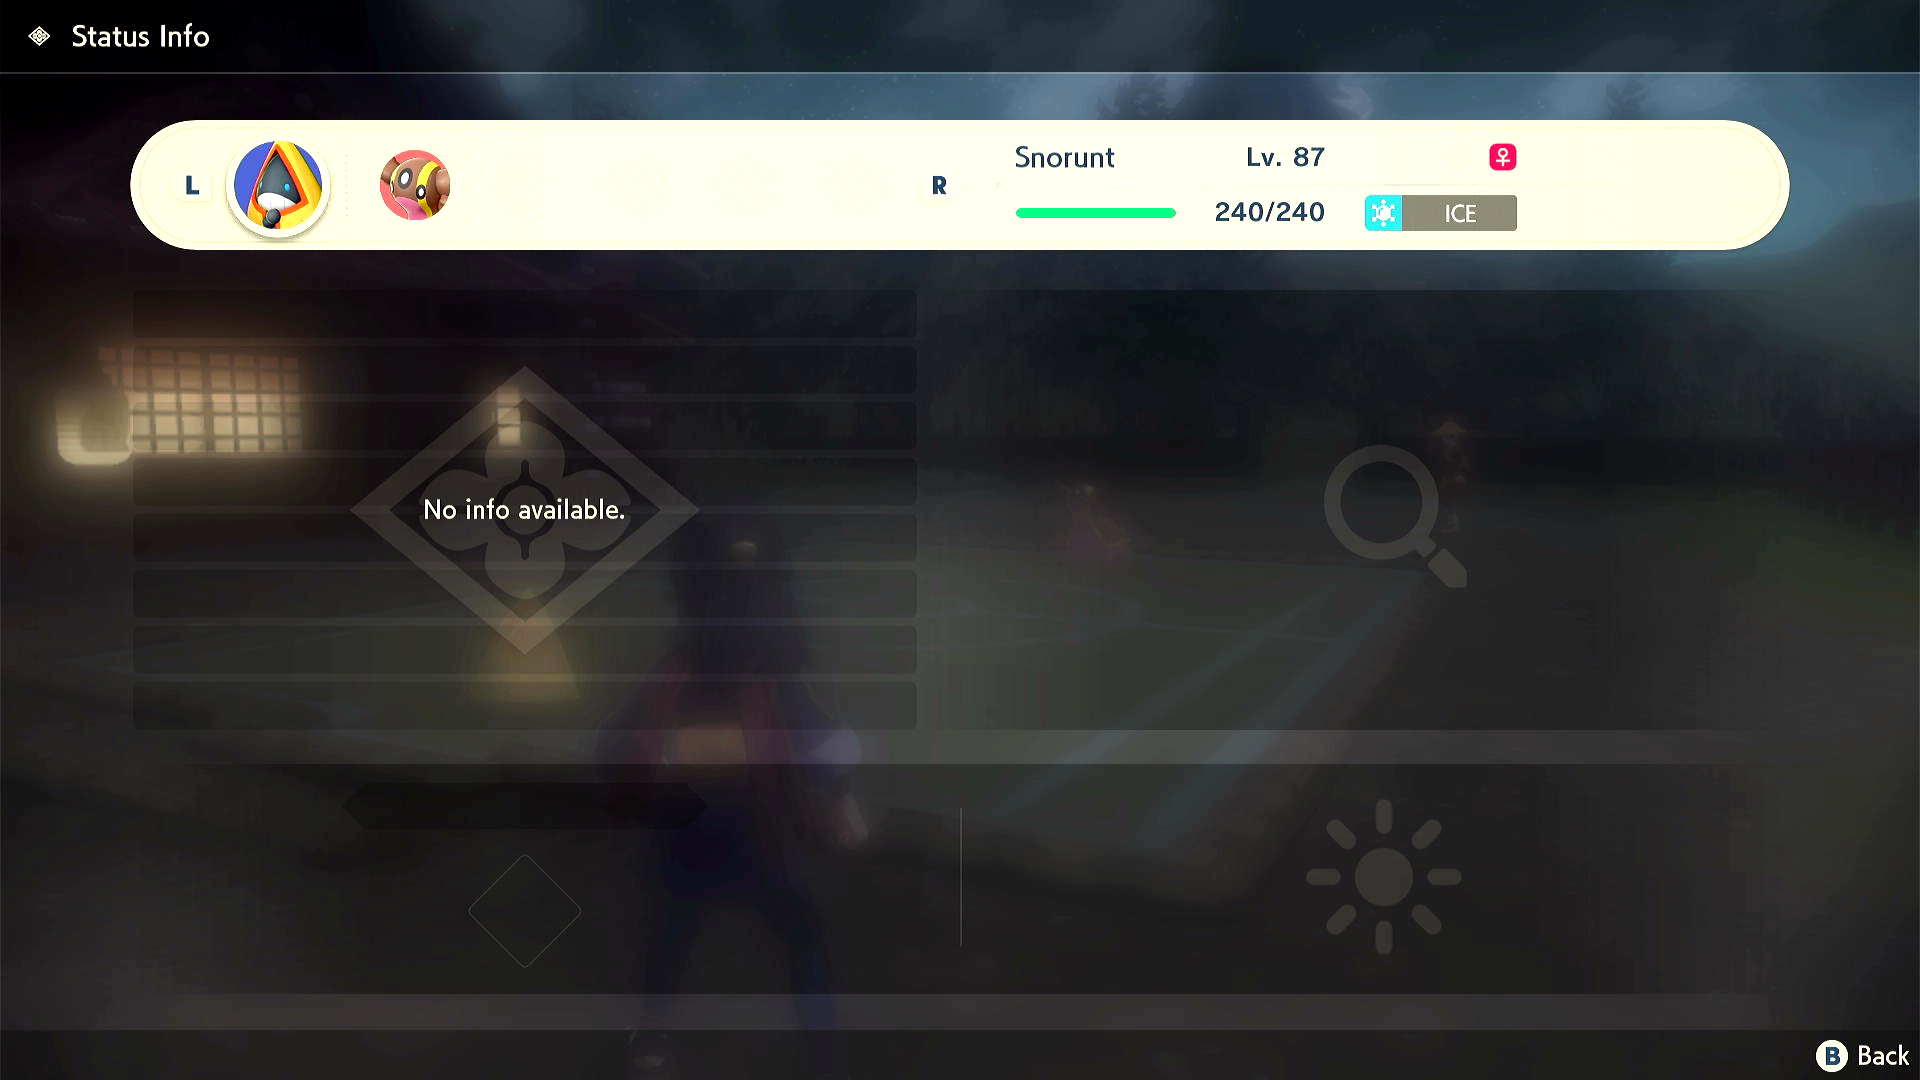 Status Info
L
R
Snorunt
Lv. 87
240/240
ICE
No info available.
B Back